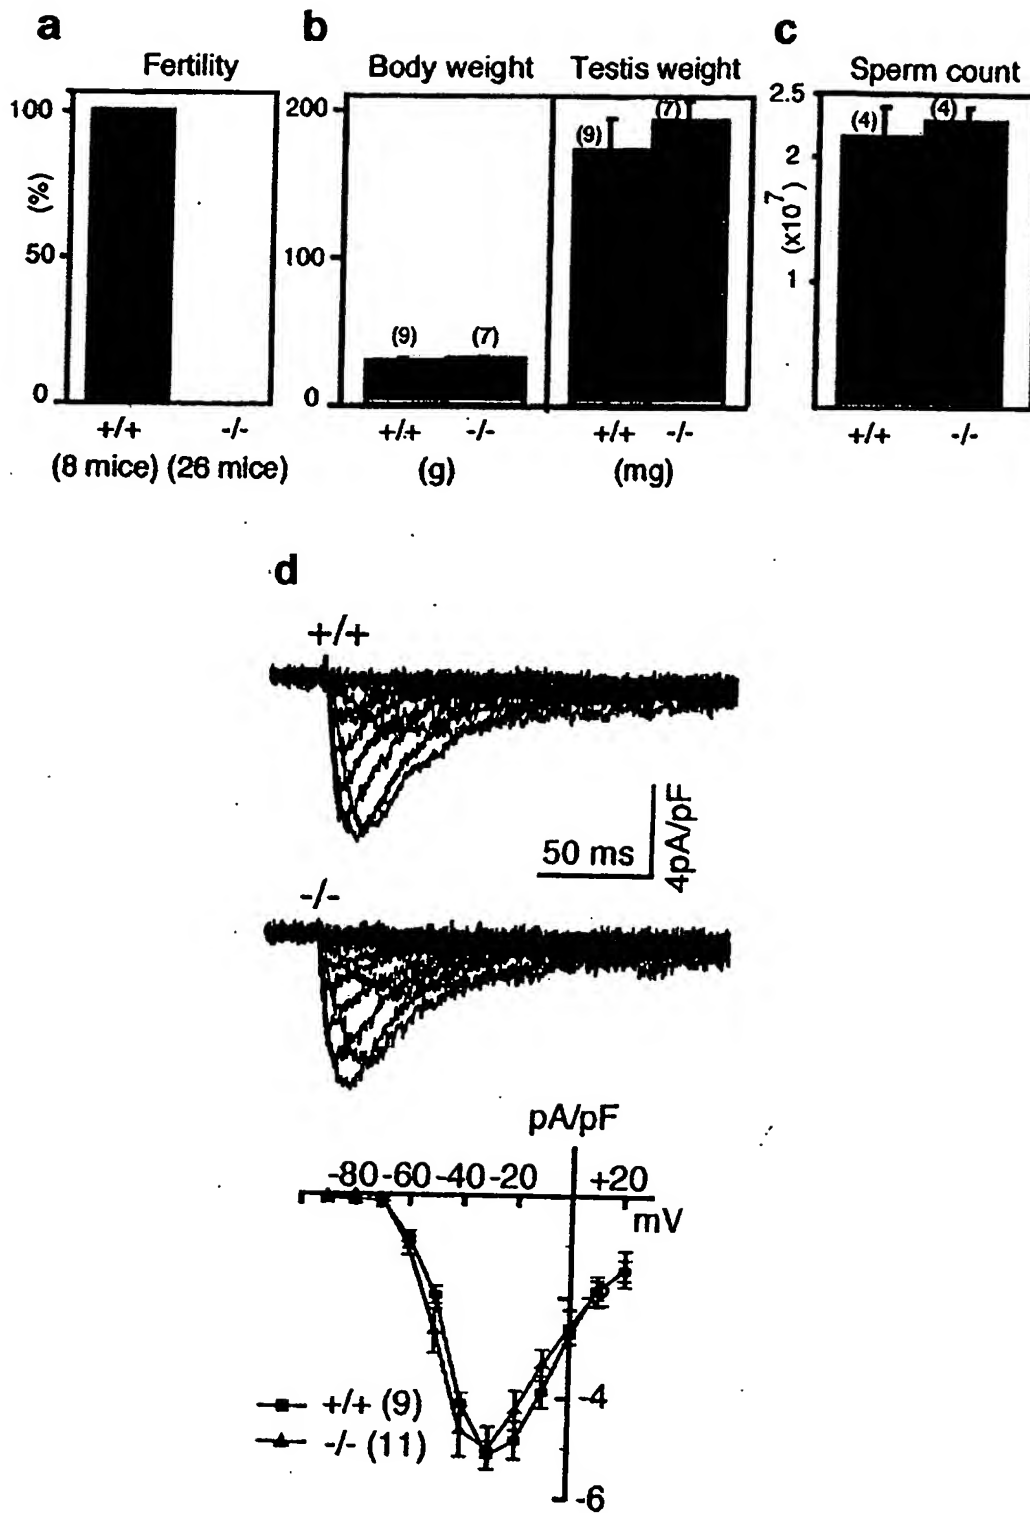 a
Fertility
100
(%)
50
0
+/+ -/-
(8 mice) (26 mice)
b
Body weight Testis weight
200
100
0
(9) (7)
(9) (7)
+/+ -/- +/+ -/-
(g) (mg)
c
Sperm count
2.5
2
1
(x10^7)
(4) (4)
+/+ -/-
d
+/+
50 ms
4pA/pF
-/-
pA/pF
-80 -60 -40 -20 +20
mV
-4
-6
+/+ (9)
-/- (11)